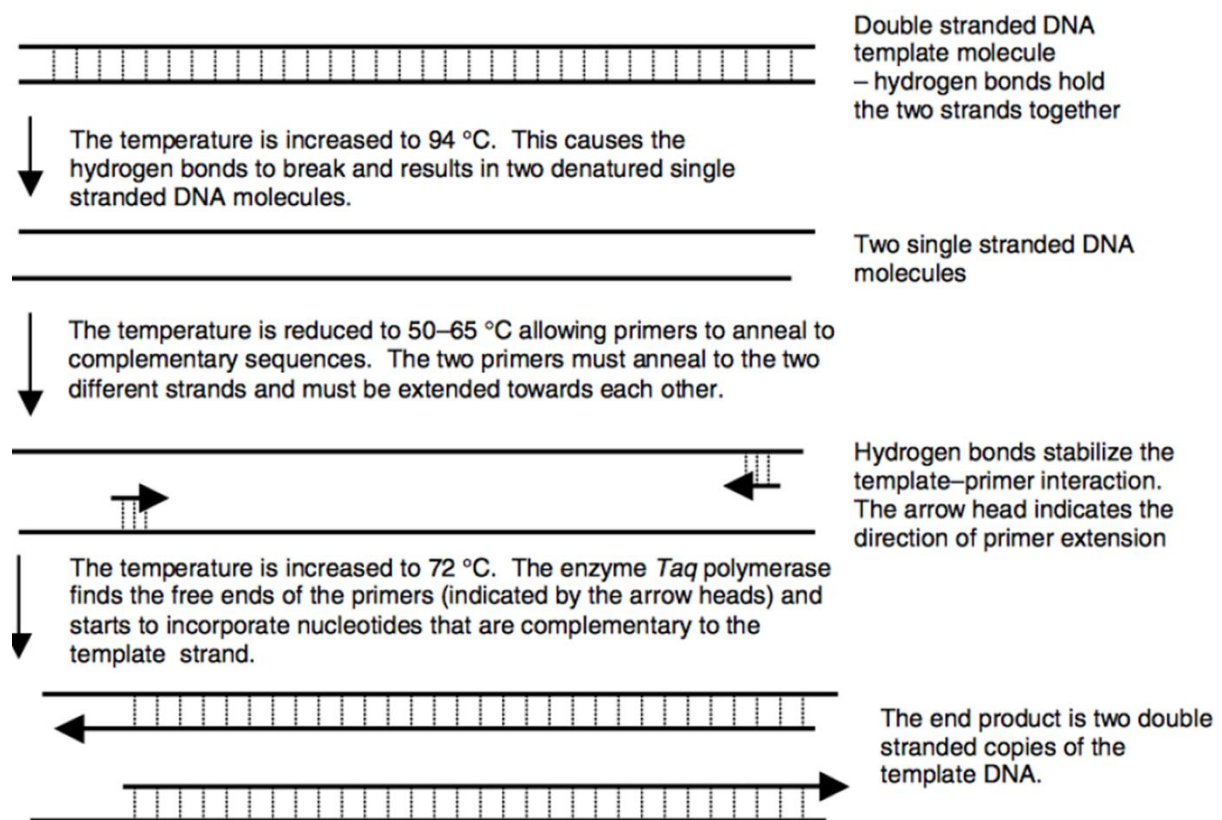 Double stranded DNA
template molecule
– hydrogen bonds hold
the two strands together
The temperature is increased to 94 °C. This causes the
hydrogen bonds to break and results in two denatured single
stranded DNA molecules.
Two single stranded DNA
molecules
The temperature is reduced to 50–65 °C allowing primers to anneal to
complementary sequences. The two primers must anneal to the two
different strands and must be extended towards each other.
Hydrogen bonds stabilize the
template–primer interaction.
The arrow head indicates the
direction of primer extension
The temperature is increased to 72 °C. The enzyme Taq polymerase
finds the free ends of the primers (indicated by the arrow heads) and
starts to incorporate nucleotides that are complementary to the
template strand.
The end product is two double
stranded copies of the
template DNA.